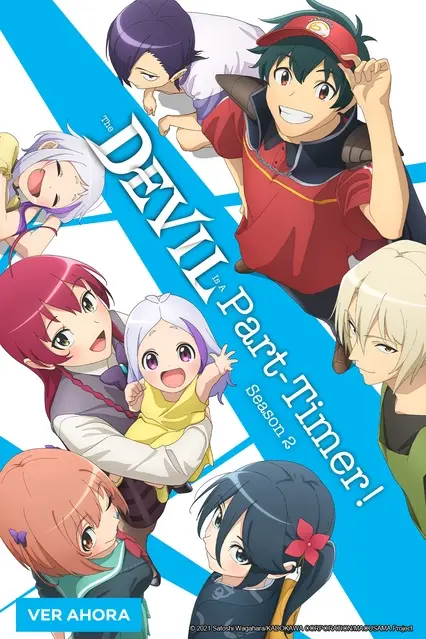 The
DEVIL
Is A
Part-Timer!
Season 2
VER AHORA
© 2021 Satoshi Wagahara/KADOKAWA CORPORATION/MAOUSAMA Project